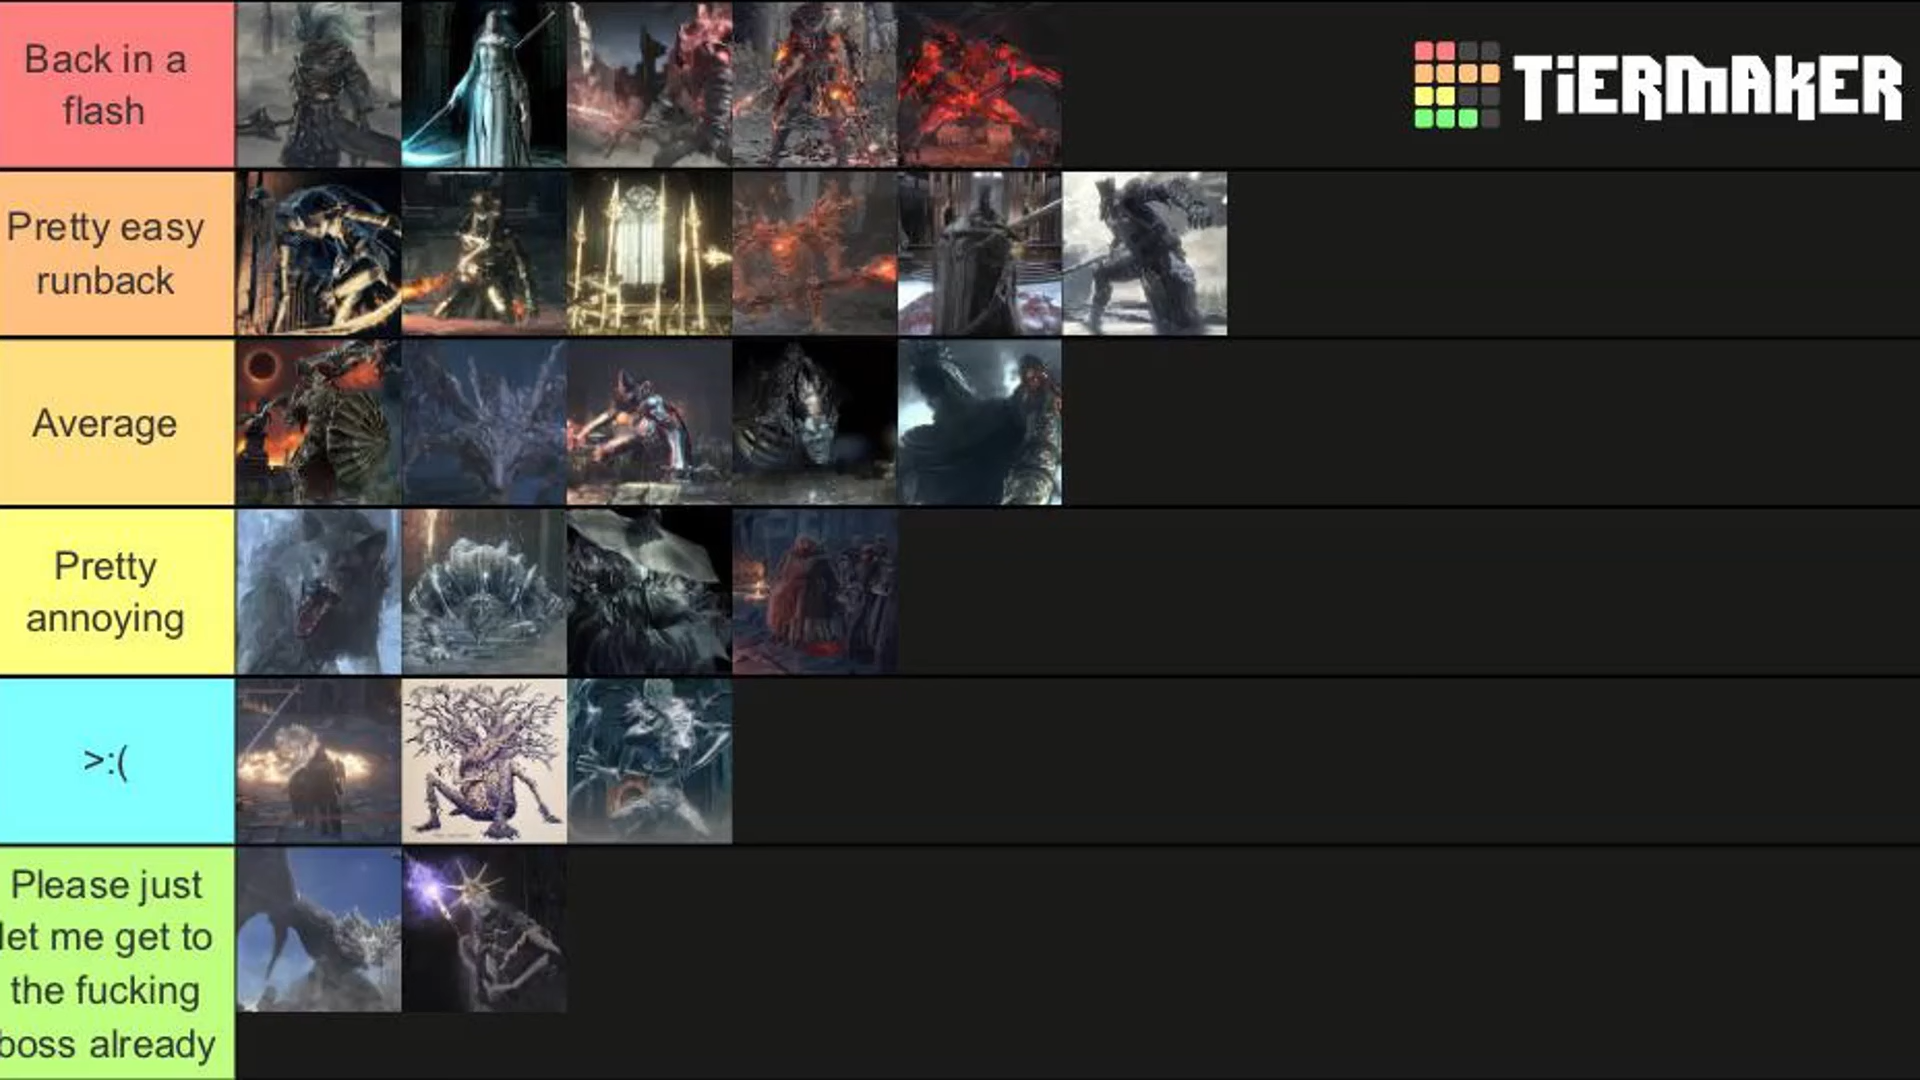 Back in a
flash
TiERMAKER
Pretty easy
runback
Average
Pretty
annoying
>:(
Please just
let me get to
the fucking
boss already